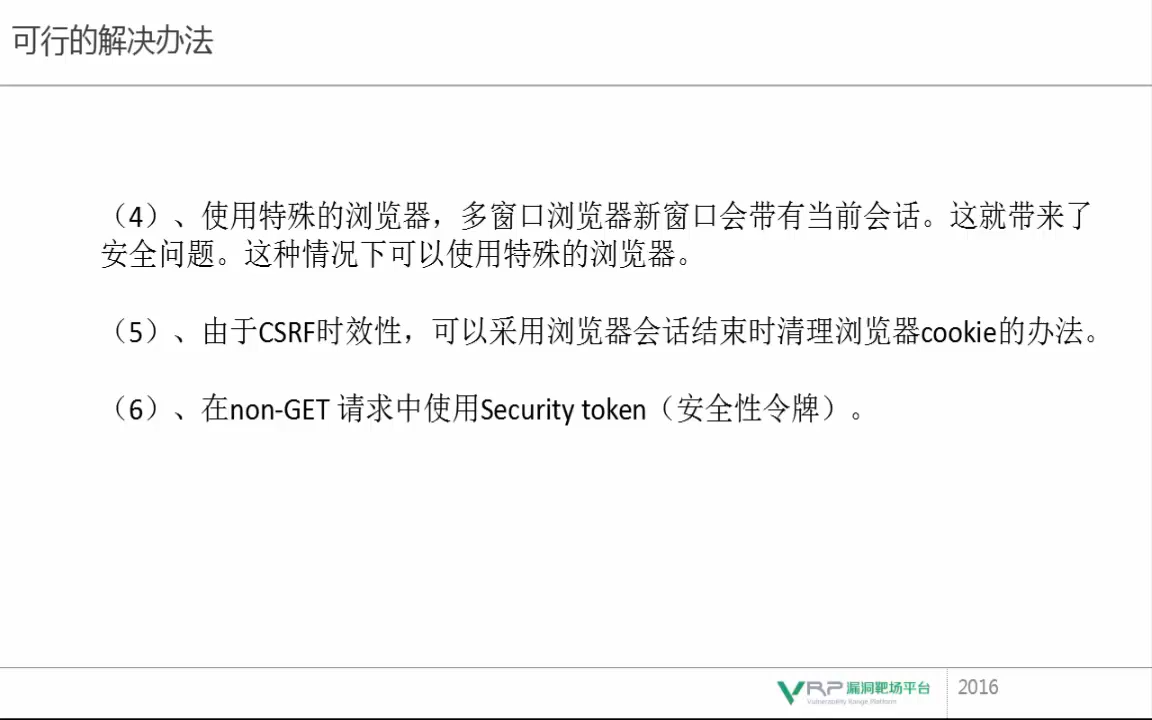 可行的解决办法
（4）、使用特殊的浏览器，多窗口浏览器新窗口会带有当前会话。这就带来了
安全问题。这种情况下可以使用特殊的浏览器。
（5）、由于CSRF时效性，可以采用浏览器会话结束时清理浏览器cookie的办法。
（6）、在non-GET 请求中使用Security token（安全性令牌）。
VRP 漏洞靶场平台
Vulnerability Range Platform
2016